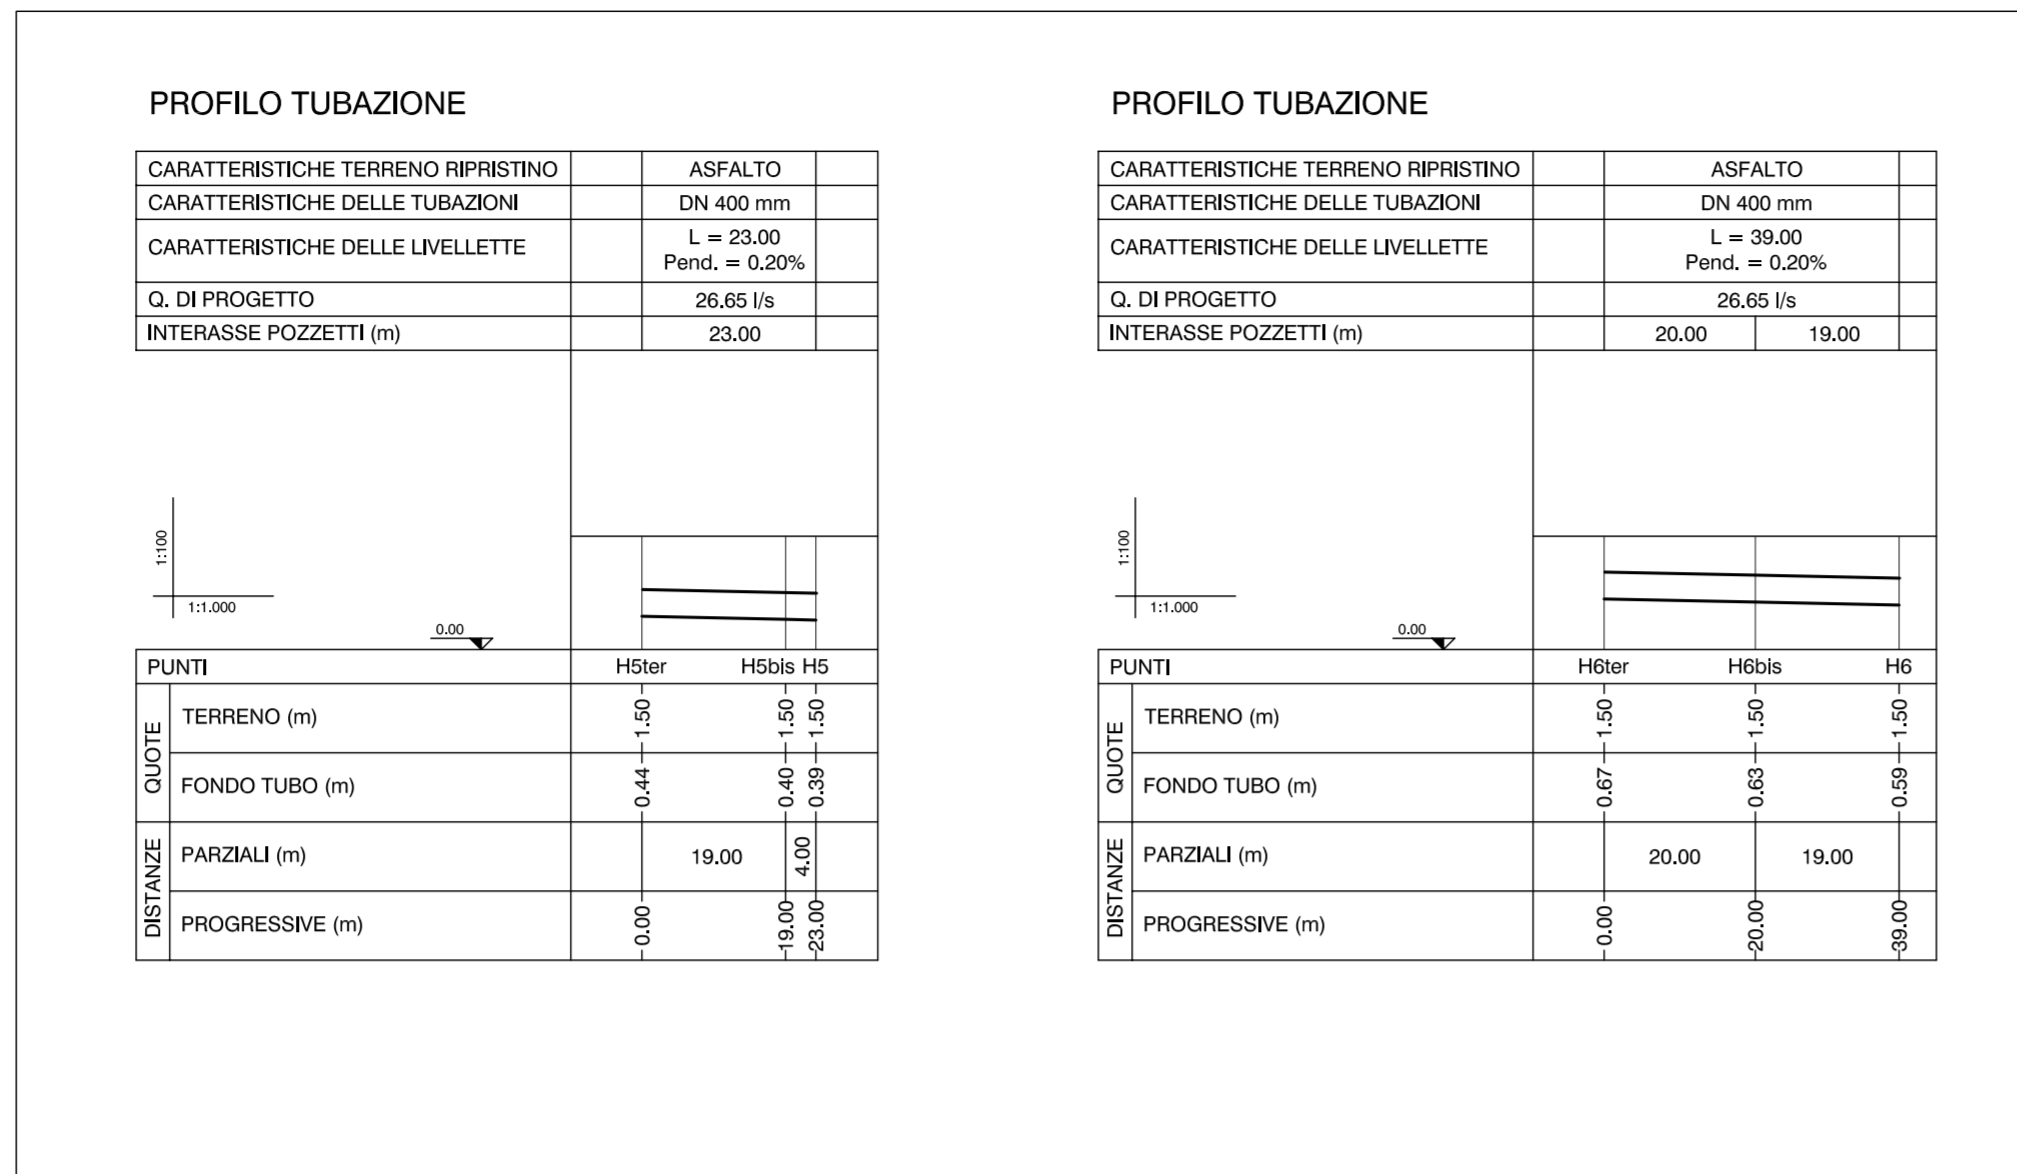 PROFILO TUBAZIONE
CARATTERISTICHE TERRENO RIPRISTINO ASFALTO
CARATTERISTICHE DELLE TUBAZIONI DN 400 mm
CARATTERISTICHE DELLE LIVELLETTE L = 23.00
Pend. = 0.20%
Q. DI PROGETTO 26.65 l/s
INTERASSE POZZETTI (m) 23.00
1:100
1:1.000
0.00
PUNTI H5ter H5bis H5
QUOTE
TERRENO (m) 1.50 1.50 1.50
FONDO TUBO (m) 0.44 0.40 0.39
DISTANZE
PARZIALI (m) 19.00 4.00
PROGRESSIVE (m) 0.00 19.00 23.00
PROFILO TUBAZIONE
CARATTERISTICHE TERRENO RIPRISTINO ASFALTO
CARATTERISTICHE DELLE TUBAZIONI DN 400 mm
CARATTERISTICHE DELLE LIVELLETTE L = 39.00
Pend. = 0.20%
Q. DI PROGETTO 26.65 l/s
INTERASSE POZZETTI (m) 20.00 19.00
1:100
1:1.000
0.00
PUNTI H6ter H6bis H6
QUOTE
TERRENO (m) 1.50 1.50 1.50
FONDO TUBO (m) 0.67 0.63 0.59
DISTANZE
PARZIALI (m) 20.00 19.00
PROGRESSIVE (m) 0.00 20.00 39.00